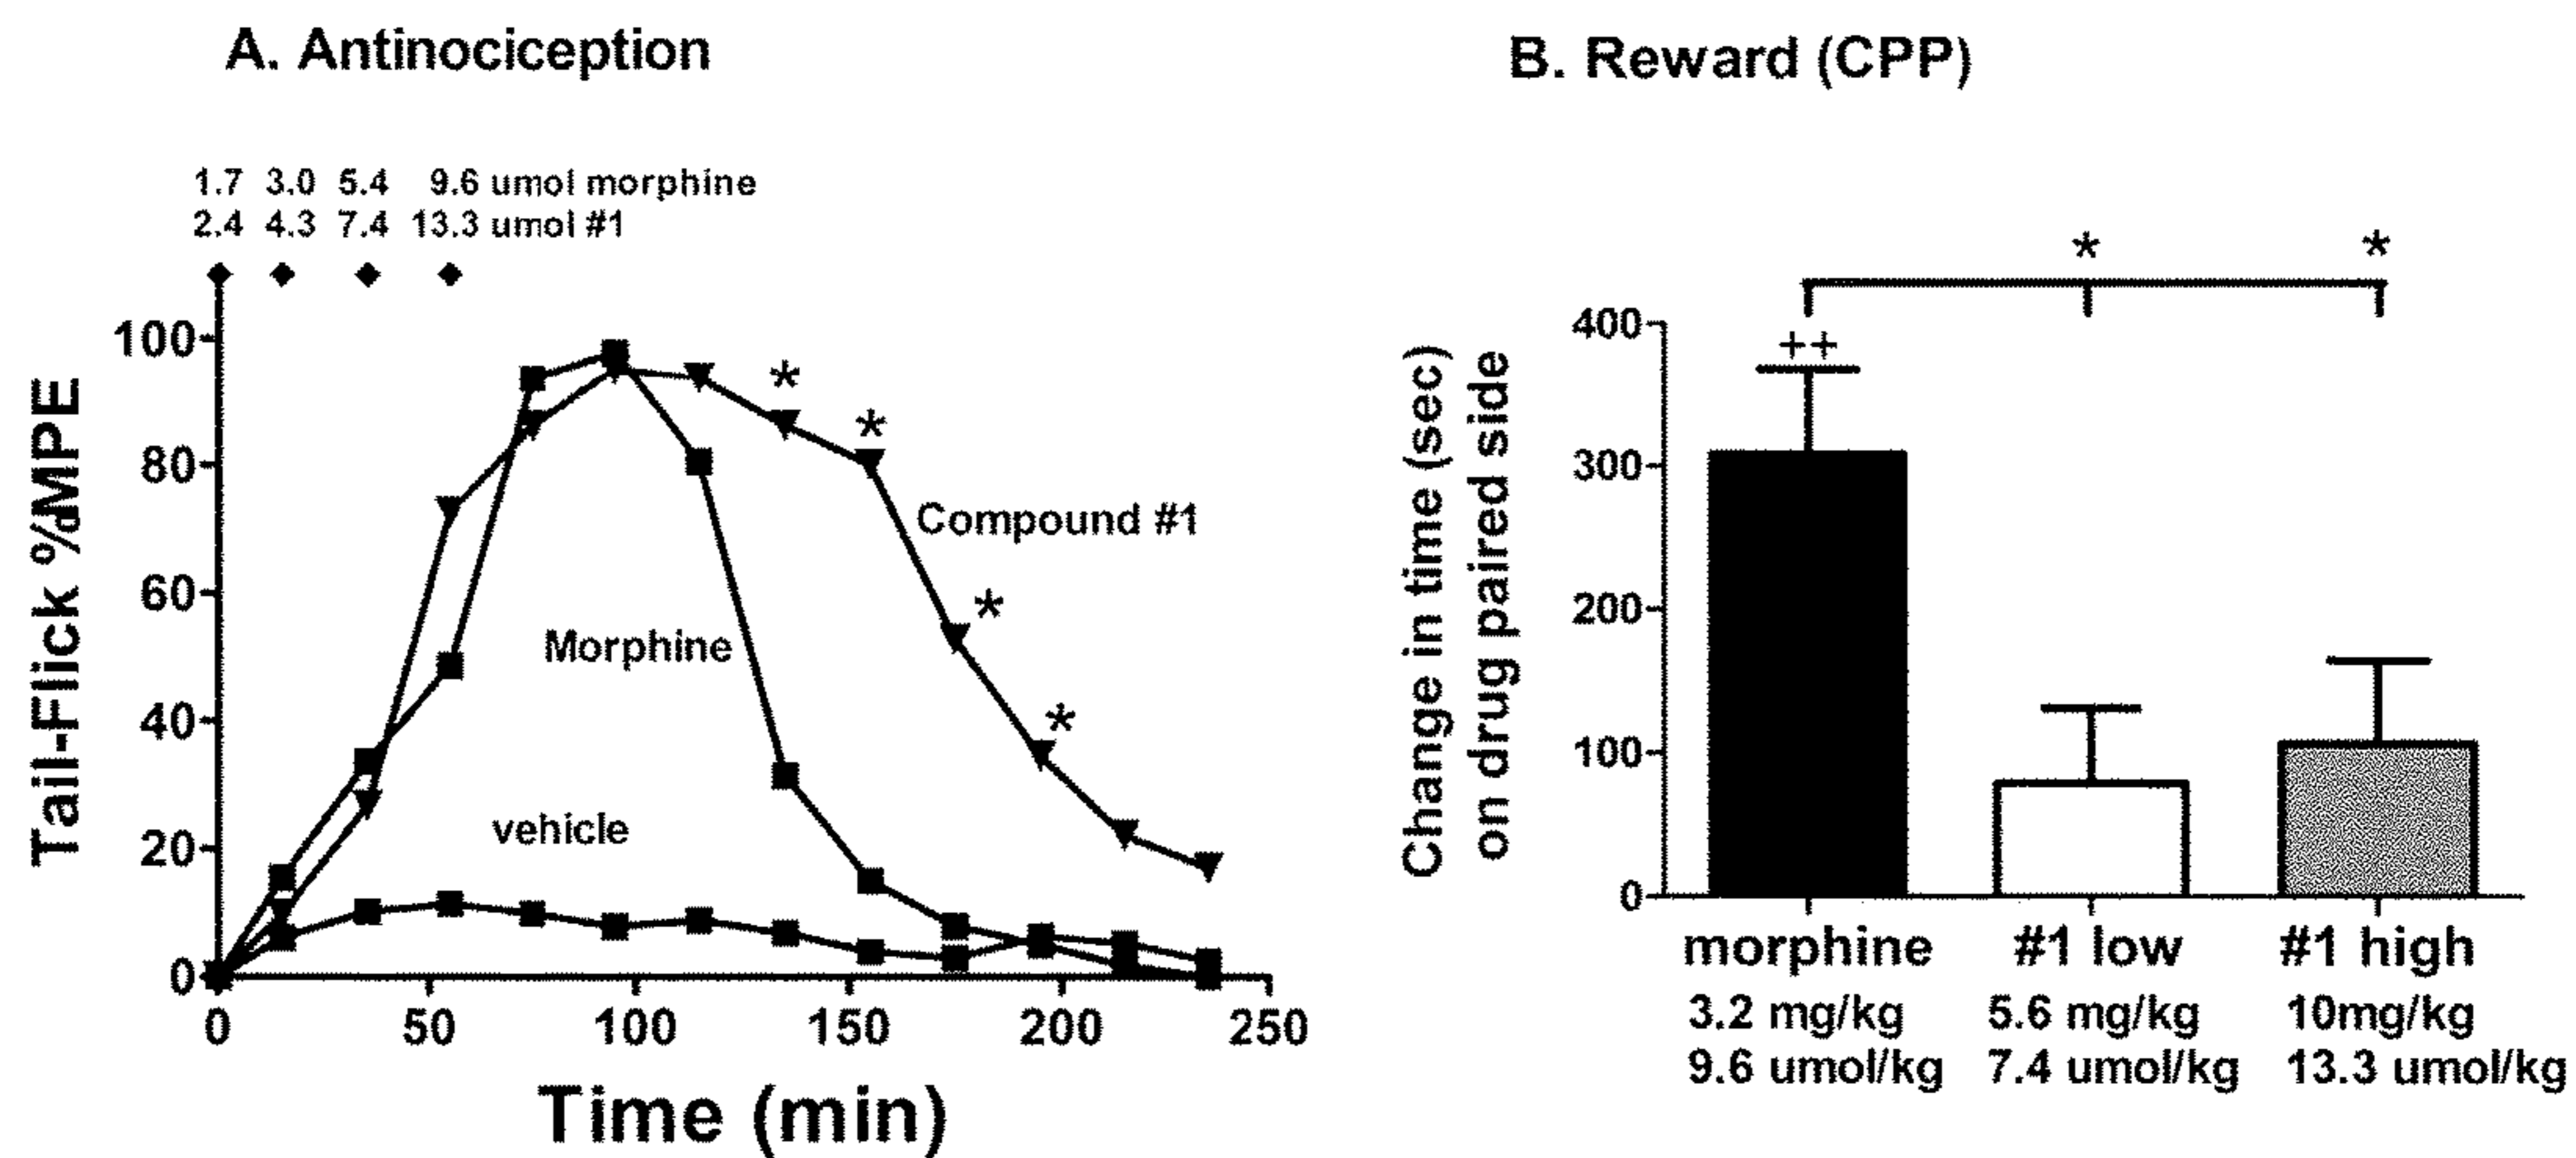 A. Antinociception
1.7 3.0 5.4 9.6 umol morphine
2.4 4.3 7.4 13.3 umol #1
Tail-Flick %MPE
100
80
60
40
20
0
*
*
*
*
Compound #1
Morphine
vehicle
0 50 100 150 200 250
Time (min)
B. Reward (CPP)
* *
Change in time (sec)
on drug paired side
400
300
200
100
0
++
morphine #1 low #1 high
3.2 mg/kg 5.6 mg/kg 10mg/kg
9.6 umol/kg 7.4 umol/kg 13.3 umol/kg